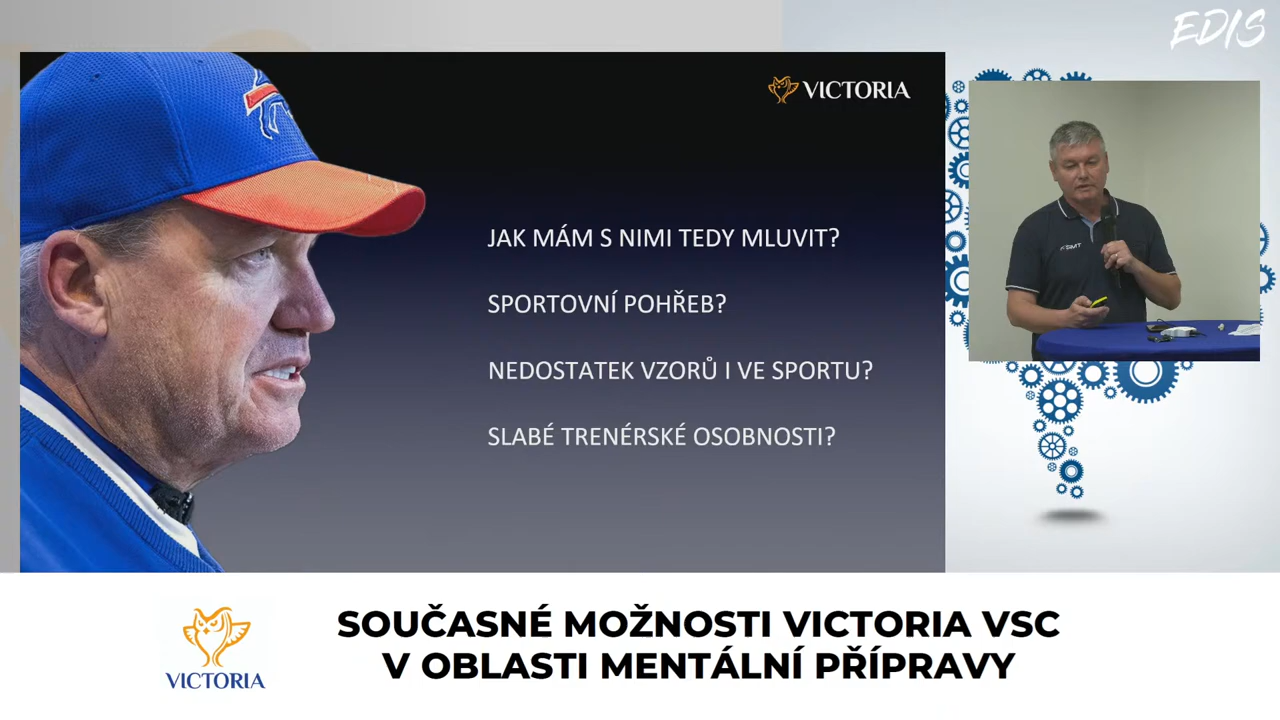 EDIS
VICTORIA
JAK MÁM S NIMI TEDY MLUVIT?
SPORTOVNÍ POHŘEB?
NEDOSTATEK VZORŮ I VE SPORTU?
SLABÉ TRENÉRSKÉ OSOBNOSTI?
VICTORIA
SOUČASNÉ MOŽNOSTI VICTORIA VSC
V OBLASTI MENTÁLNÍ PŘÍPRAVY